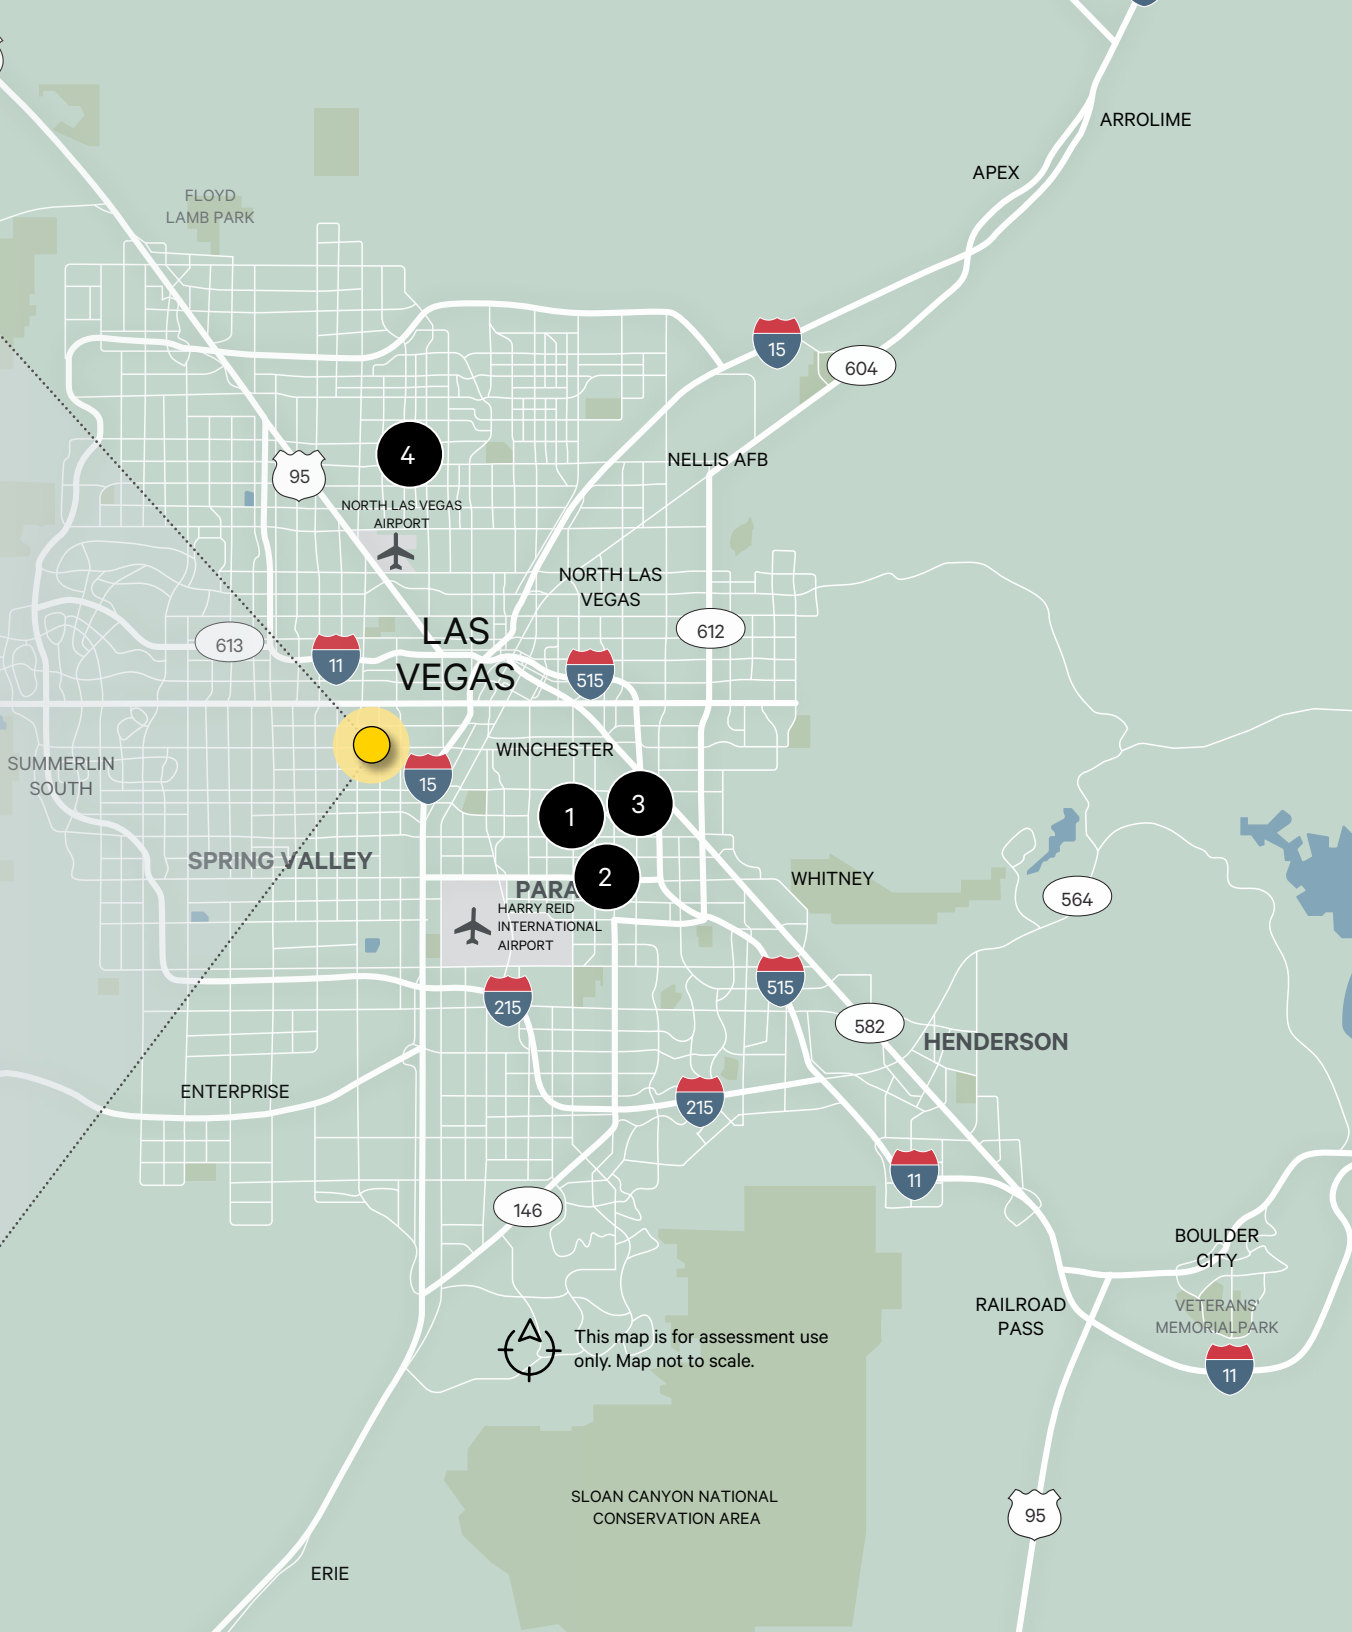 ARROLIME
APEX
FLOYD
LAMB PARK
15
604
4
NELLIS AFB
95
NORTH LAS VEGAS
AIRPORT
NORTH LAS
VEGAS
LAS
VEGAS
612
613
11
515
WINCHESTER
SUMMERLIN
SOUTH
15
1
3
SPRING VALLEY
2
PARA
WHITNEY
564
HARRY REID
INTERNATIONAL
AIRPORT
515
215
582
HENDERSON
ENTERPRISE
215
11
146
BOULDER
CITY
RAILROAD
PASS
VETERANS'
MEMORIALPARK
This map is for assessment use
only. Map not to scale.
11
SLOAN CANYON NATIONAL
CONSERVATION AREA
95
ERIE